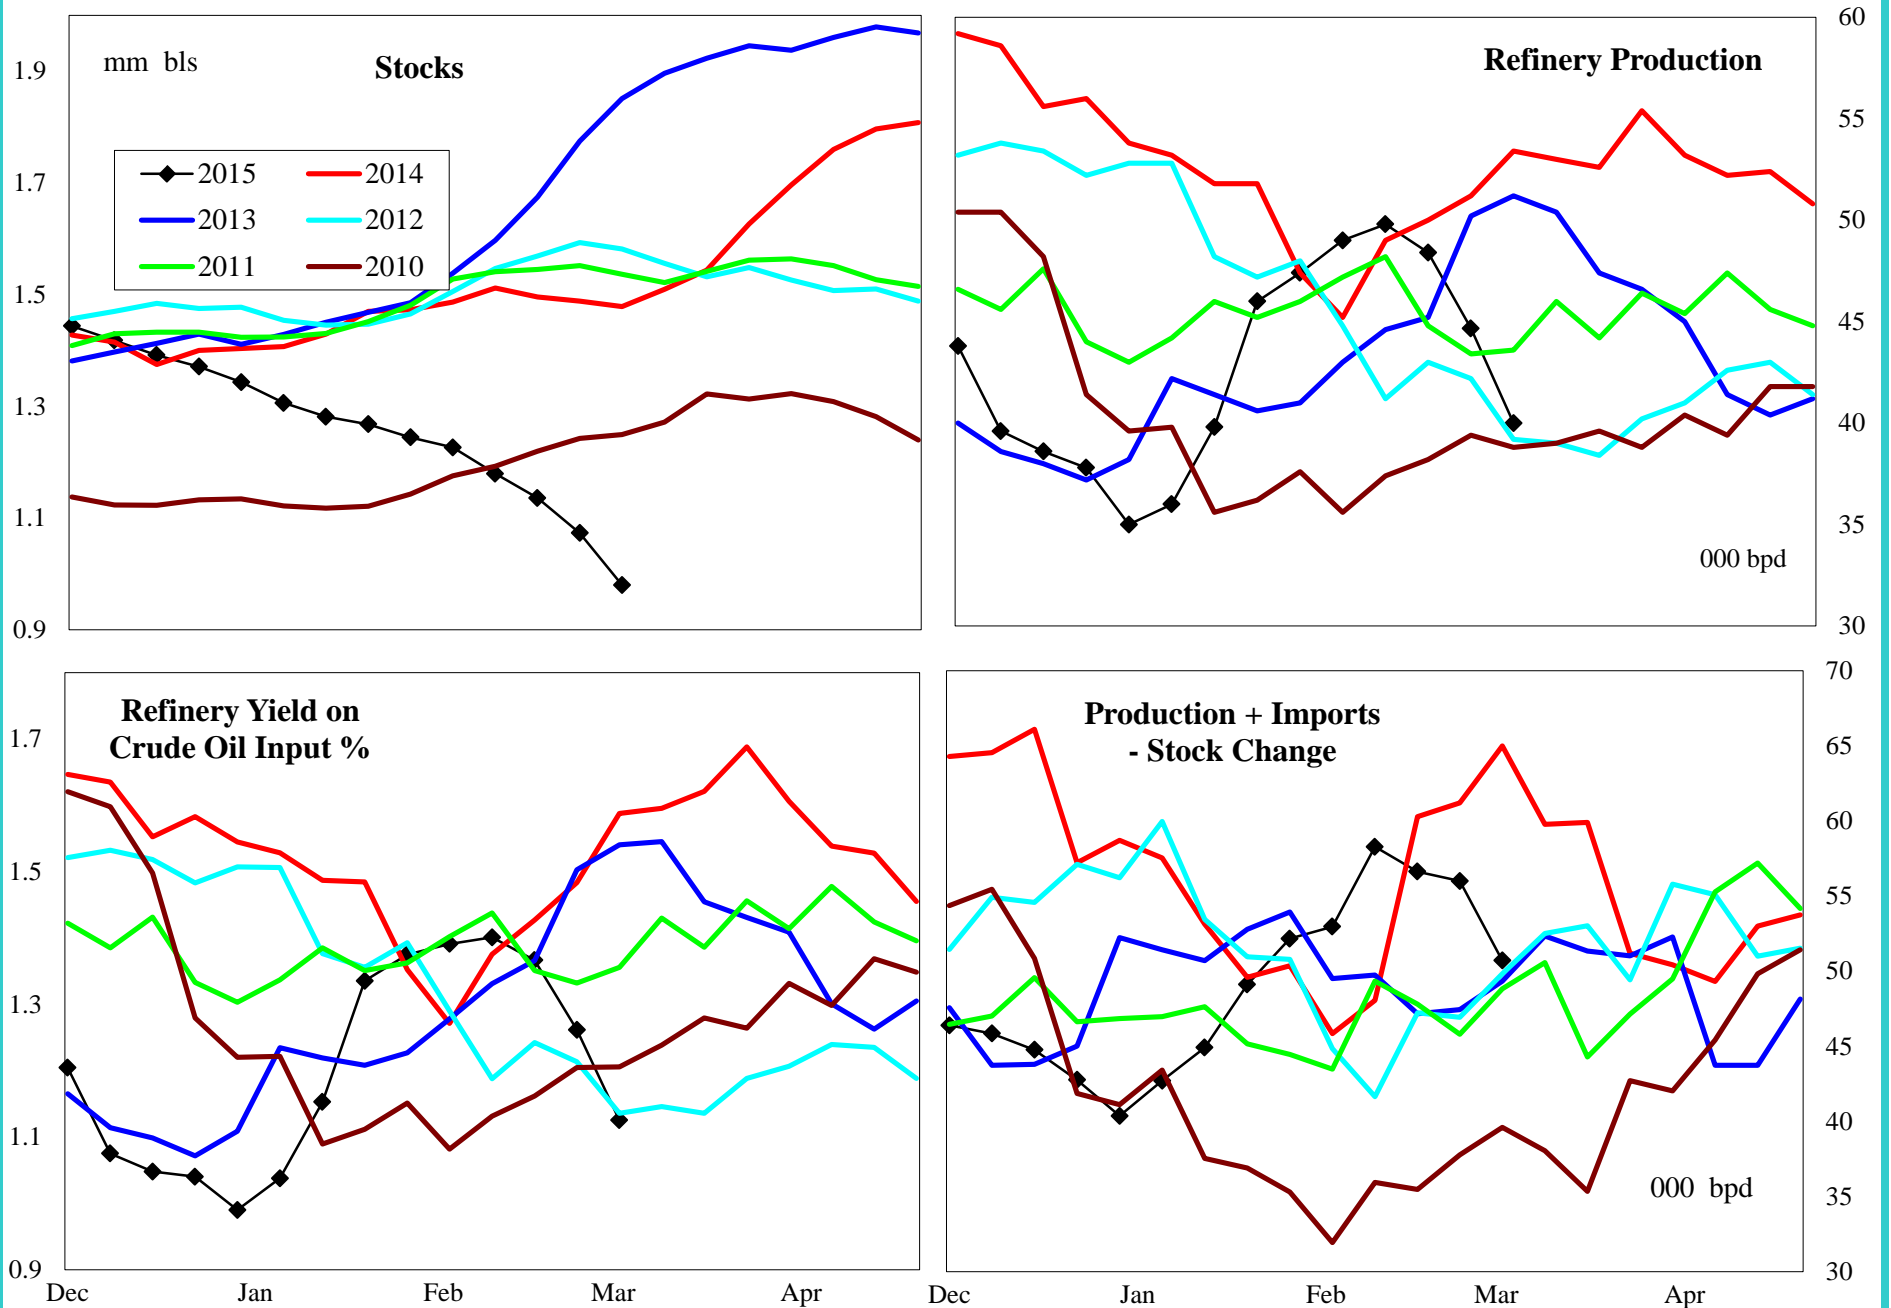 mm bls
Stocks
1.9
1.7
1.5
1.3
1.1
0.9
2015
2014
2013
2012
2011
2010
Refinery Production
60
55
50
45
40
35
30
000 bpd
Refinery Yield on
Crude Oil Input %
1.7
1.5
1.3
1.1
0.9
Dec
Jan
Feb
Mar
Apr
Production + Imports
- Stock Change
70
65
60
55
50
45
40
35
30
000 bpd
Dec
Jan
Feb
Mar
Apr